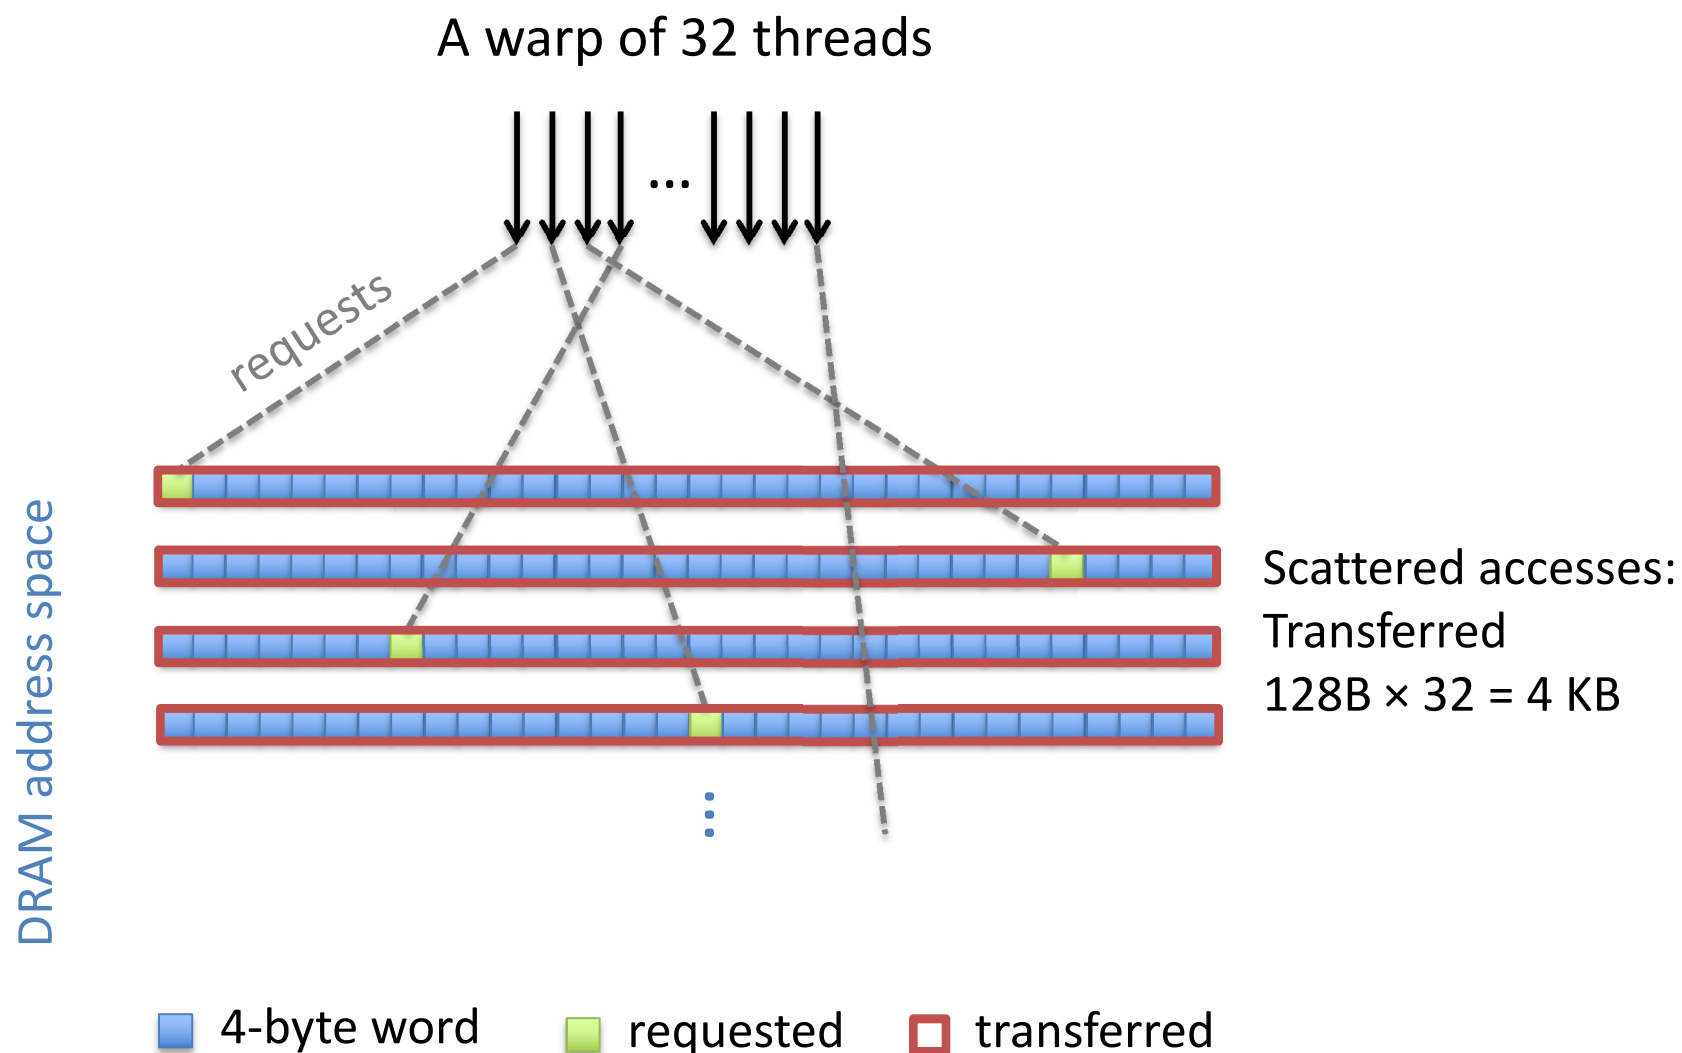 A warp of 32 threads
...
requests
DRAM address space
Scattered accesses:
Transferred
128B × 32 = 4 KB
...
4-byte word
requested
transferred